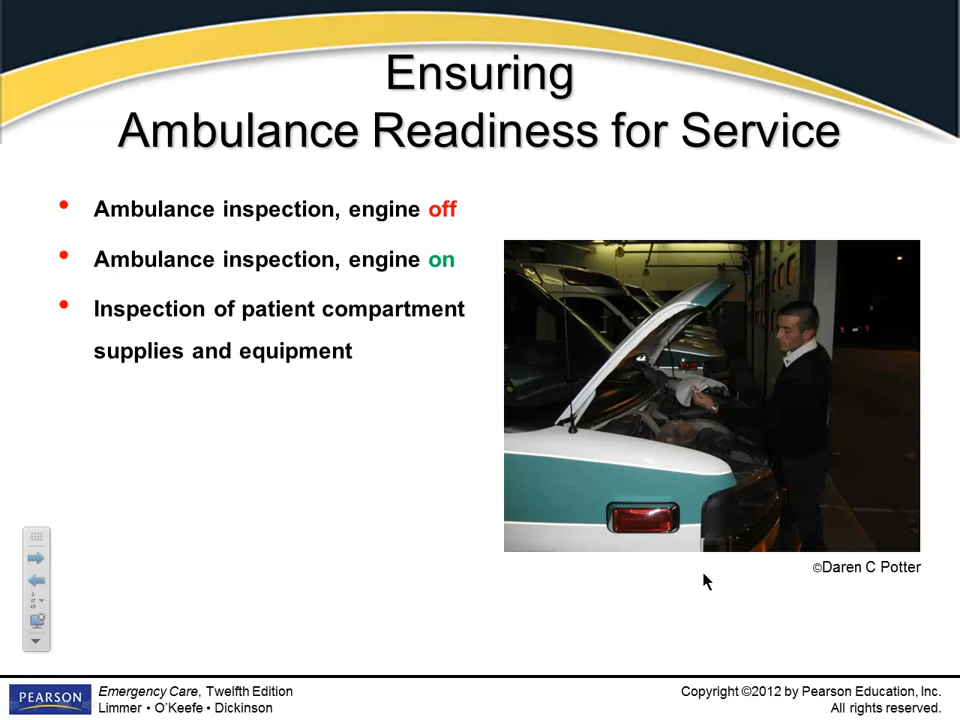 Ensuring
Ambulance Readiness for Service
• Ambulance inspection, engine off
• Ambulance inspection, engine on
• Inspection of patient compartment
supplies and equipment
©Daren C Potter
PEARSON
Emergency Care, Twelfth Edition
Limmer • O'Keefe • Dickinson
Copyright ©2012 by Pearson Education, Inc.
All rights reserved.